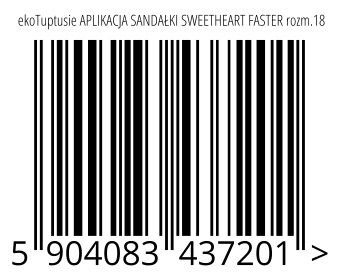 ekoTuptusie APLIKACJA SANDAŁKI SWEETHEART FASTER rozm.18
5 904083 437201 >